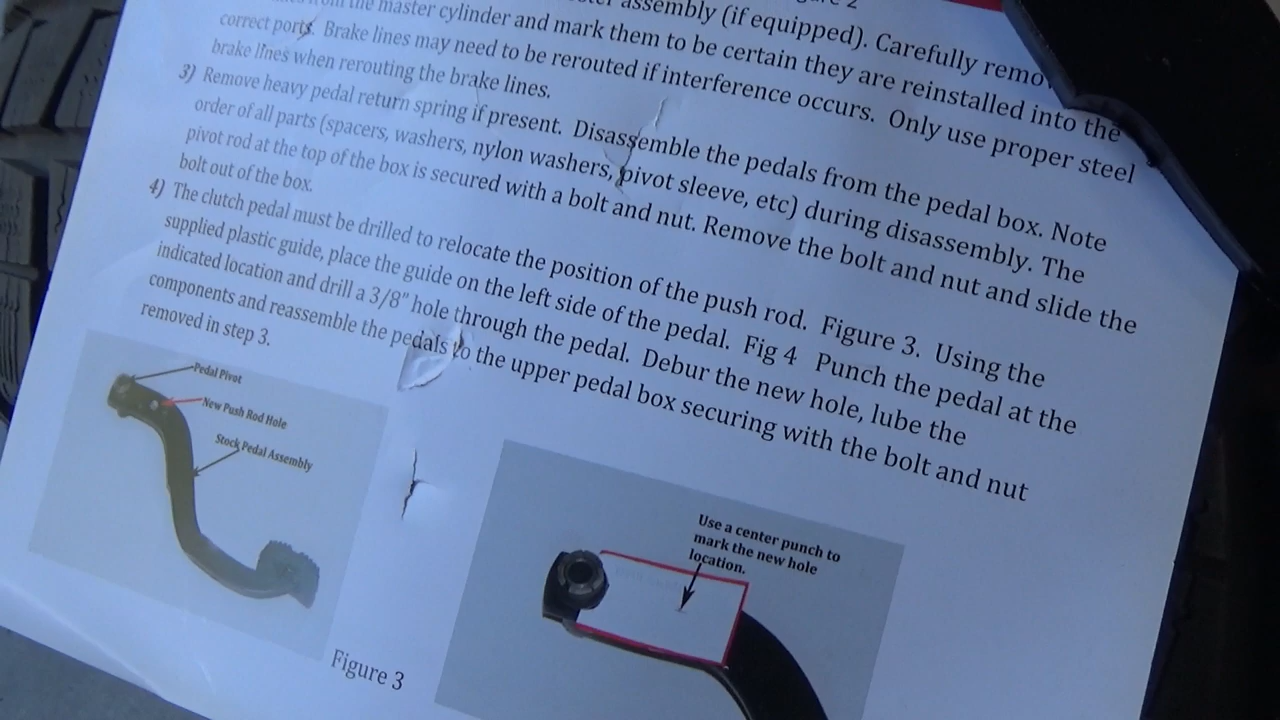 Figure 2
assembly (if equipped). Carefully remo
from the master cylinder and mark them to be certain they are reinstalled into the
correct ports. Brake lines may need to be rerouted if interference occurs. Only use proper steel
brake lines when rerouting the brake lines.
3) Remove heavy pedal return spring if present. Disassemble the pedals from the pedal box. Note
order of all parts (spacers, washers, nylon washers, pivot sleeve, etc) during disassembly. The
pivot rod at the top of the box is secured with a bolt and nut. Remove the bolt and nut and slide the
bolt out of the box.
4) The clutch pedal must be drilled to relocate the position of the push rod. Figure 3. Using the
supplied plastic guide, place the guide on the left side of the pedal. Fig 4 Punch the pedal at the
indicated location and drill a 3/8" hole through the pedal. Debur the new hole, lube the
components and reassemble the pedals to the upper pedal box securing with the bolt and nut
removed in step 3.
Pedal Pivot
New Push Rod Hole
Stock Pedal Assembly
Figure 3
Use a center punch to
mark the new hole
location.